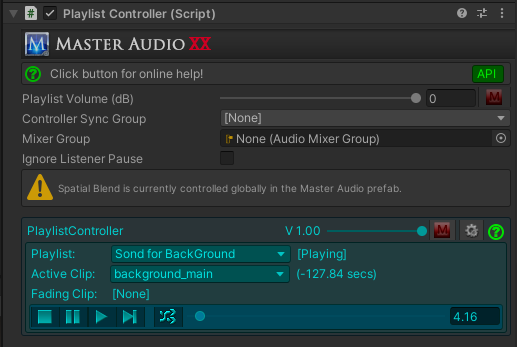 Playlist Controller (Script)
MASTER AUDIO XX
Click button for online help! API
Playlist Volume (dB) 0
Controller Sync Group [None]
Mixer Group None (Audio Mixer Group)
Ignore Listener Pause
Spatial Blend is currently controlled globally in the Master Audio prefab.
PlaylistController V 1.00
Playlist: Sond for BackGround [Playing]
Active Clip: background_main (-127.84 secs)
Fading Clip: [None]
4.16